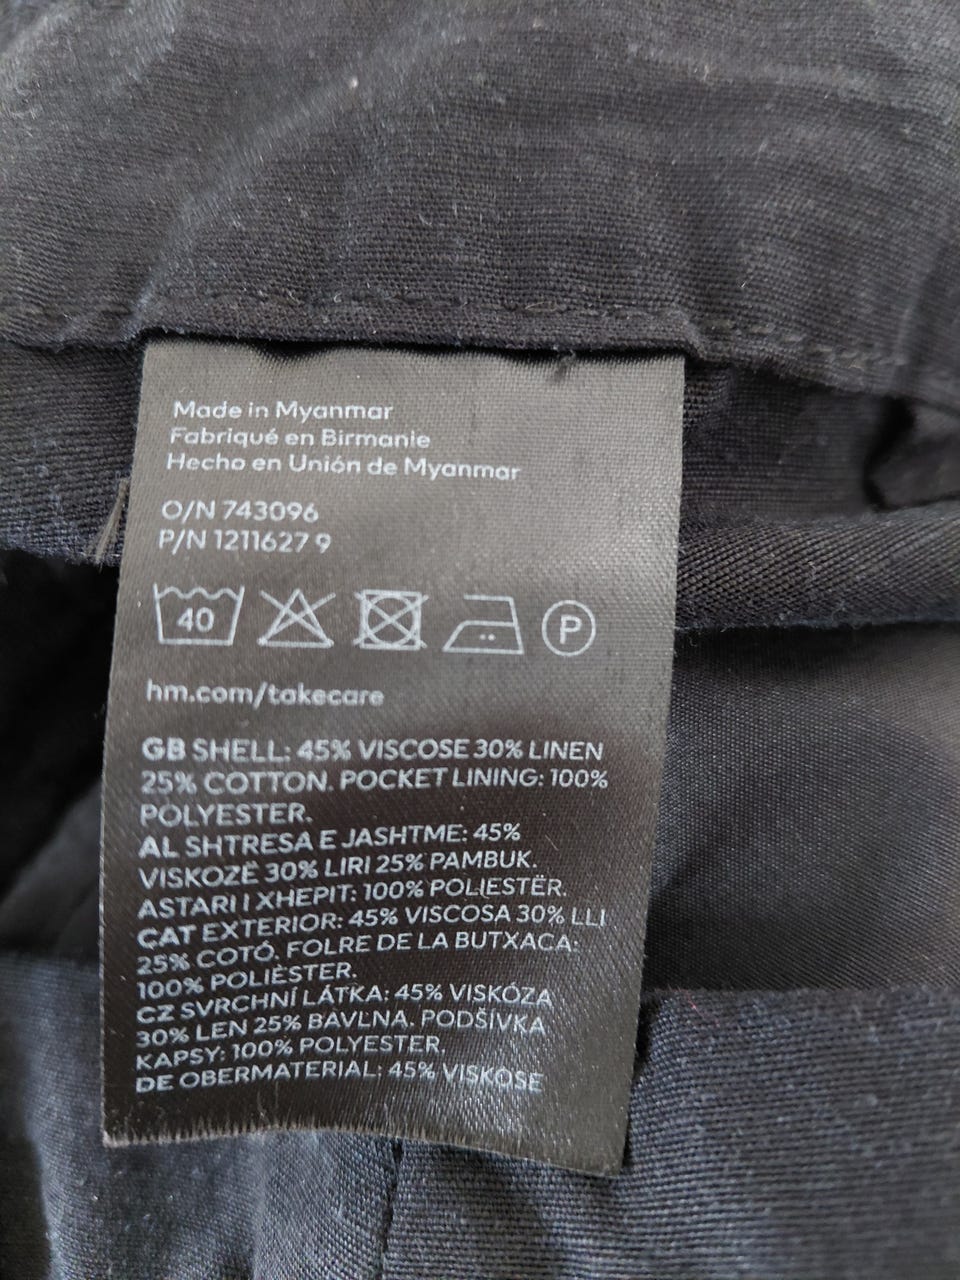 Made in Myanmar
Fabriqué en Birmanie
Hecho en Unión de Myanmar
O/N 743096
P/N 1211627 9
40
P
hm.com/takecare
GB SHELL: 45% VISCOSE 30% LINEN
25% COTTON. POCKET LINING: 100%
POLYESTER.
AL SHTRESA E JASHTME: 45%
VISKOZË 30% LIRI 25% PAMBUK.
ASTARI I XHEPIT: 100% POLIESTËR.
CAT EXTERIOR: 45% VISCOSA 30% LLI
25% COTÓ. FOLRE DE LA BUTXACA:
100% POLIÈSTER.
CZ SVRCHNÍ LÁTKA: 45% VISKÓZA
30% LEN 25% BAVLNA. PODŠÍVKA
KAPSY: 100% POLYESTER.
DE OBERMATERIAL: 45% VISKOSE